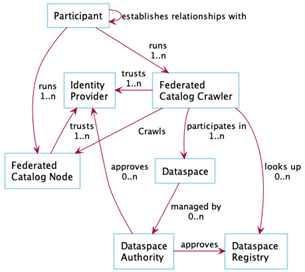 Participant
establishes relationships with
runs
1..n
trusts
1..n
runs
1..n
Identity
Provider
Federated
Catalog Crawler
trusts
1..n
Crawls
participates in
1..n
Federated
Catalog Node
approves
0..n
Dataspace
looks up
0..n
managed by
0..n
Dataspace
Authority
approves
Dataspace
Registry